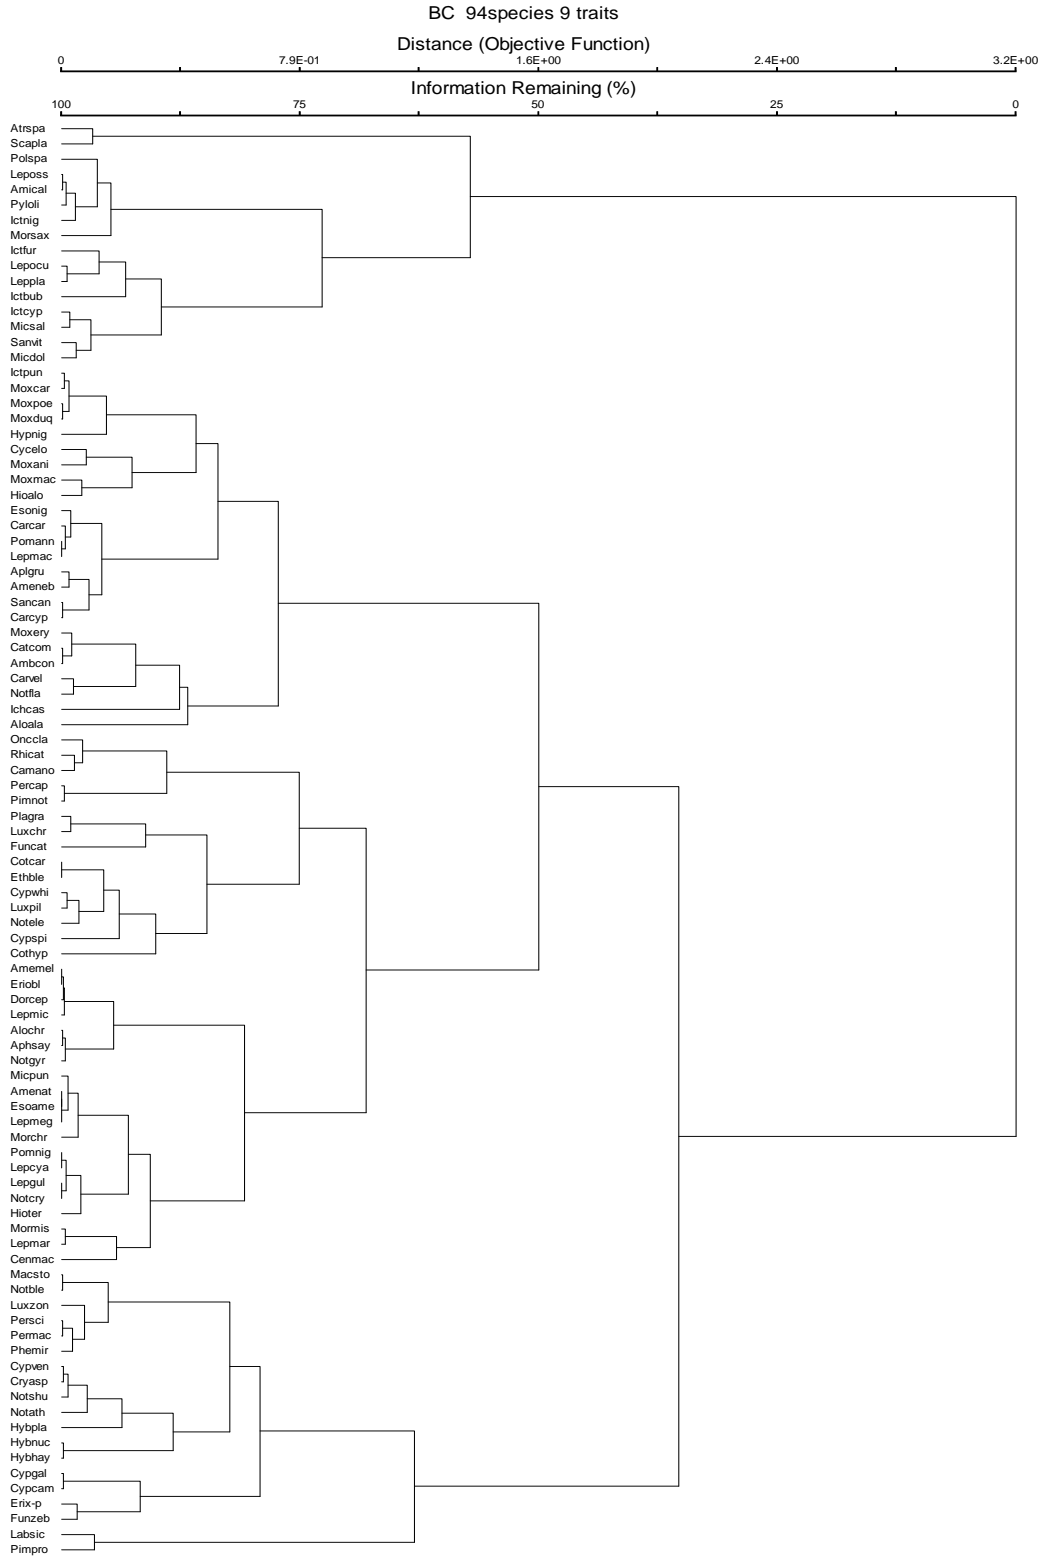 BC 94species 9 traits
Distance (Objective Function)
0 7.9E-01 1.6E+00 2.4E+00 3.2E+00
Information Remaining (%)
100 75 50 25 0
Atrspa
Scapla
Polspa
Leposs
Amical
Pyloli
Ictnig
Morsax
Ictfur
Lepocu
Leppla
Ictbub
Ictcyp
Micsal
Sanvit
Micdol
Ictpun
Moxcar
Moxpoe
Moxduq
Hypnig
Cycelo
Moxani
Moxmac
Hioalo
Esonig
Carcar
Pomann
Lepmac
Aplgru
Ameneb
Sancan
Carcyp
Moxery
Catcom
Ambcon
Carvel
Notfla
Ichcas
Aloala
Onccla
Rhicat
Camano
Percap
Pimnot
Plagra
Luxchr
Funcat
Cotcar
Ethble
Cypwhi
Luxpil
Notele
Cypspi
Cothyp
Amemel
Eriobl
Dorcep
Lepmic
Alochr
Aphsay
Notgyr
Micpun
Amenat
Esoame
Lepmeg
Morchr
Pomnig
Lepcya
Lepgul
Notcry
Hioter
Mormis
Lepmar
Cenmac
Macsto
Notble
Luxzon
Persci
Permac
Phemir
Cypven
Cryasp
Notshu
Notath
Hybpla
Hybnuc
Hybhay
Cypgal
Cypcam
Erix-p
Funzeb
Labsic
Pimpro